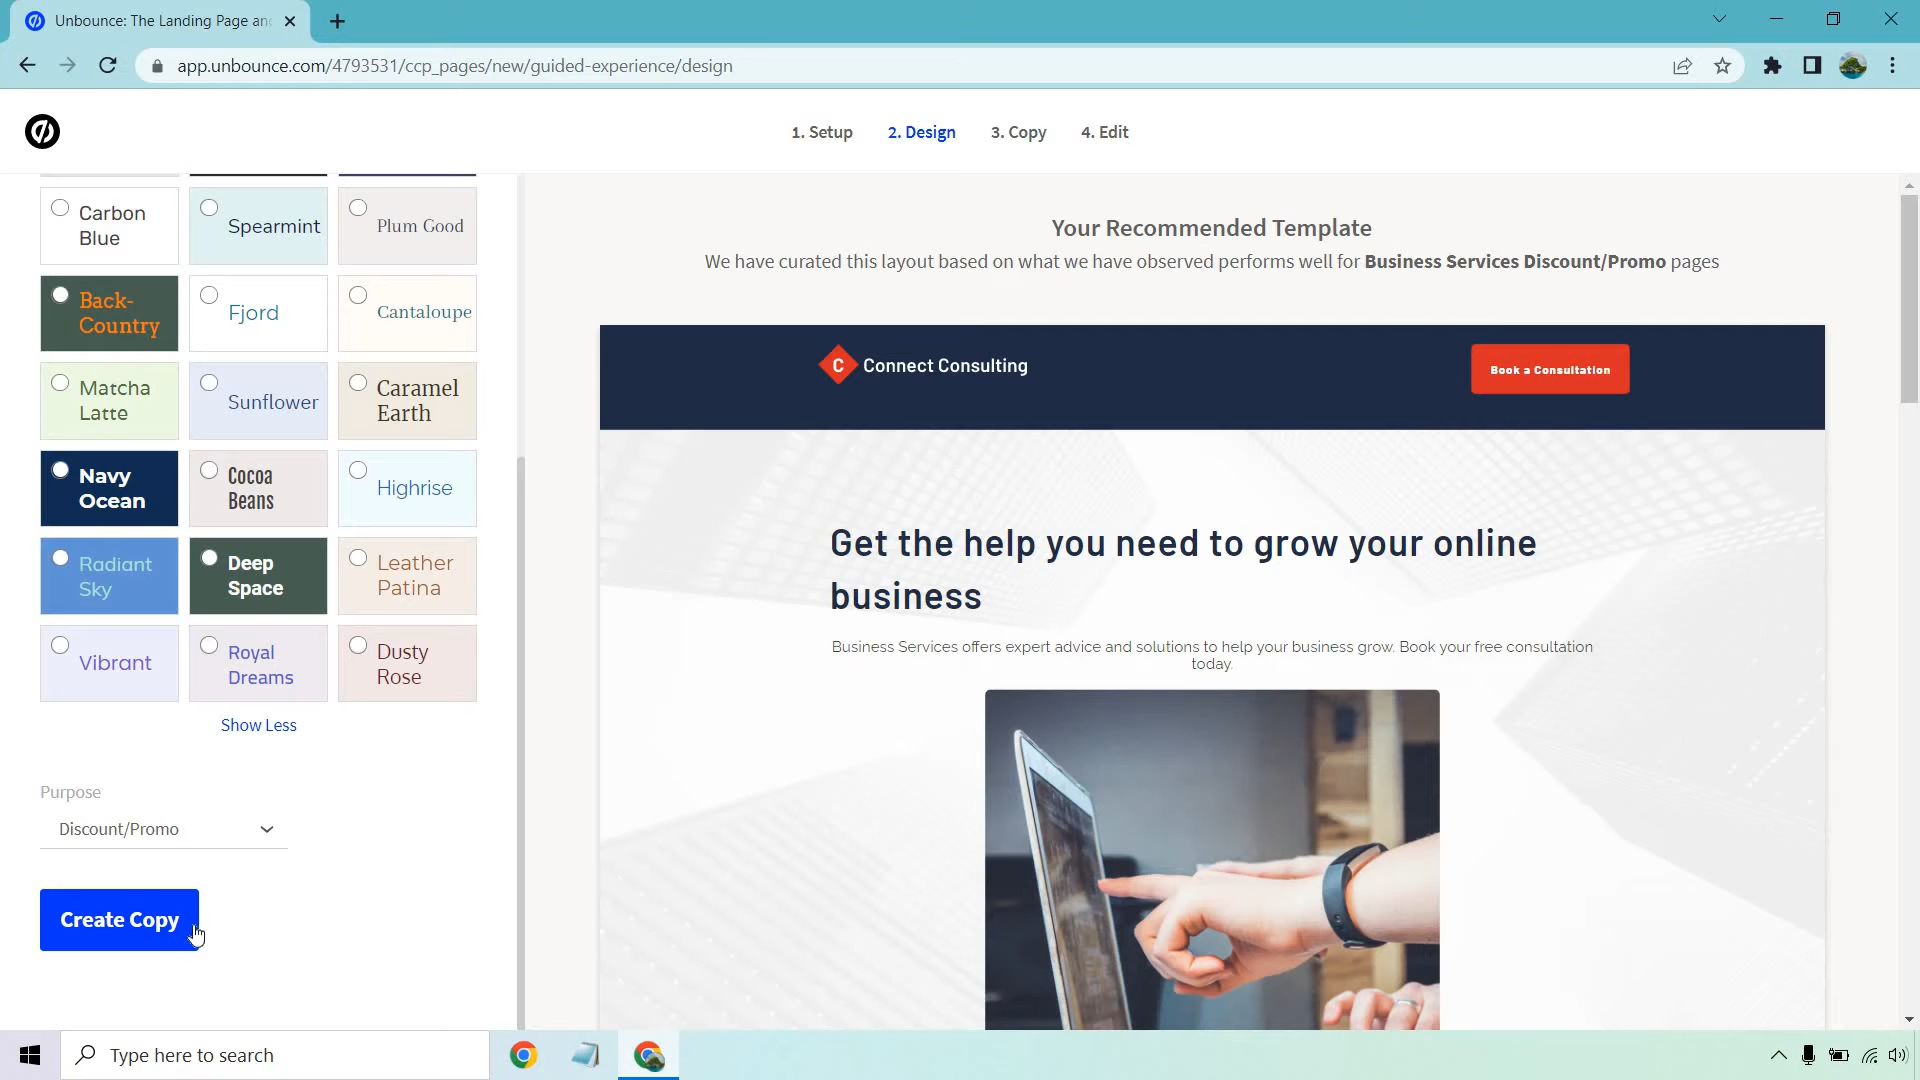 Unbounce: The Landing Page an
app.unbounce.com/4793531/ccp_pages/new/guided-experience/design
1. Setup
2. Design
3. Copy
4. Edit
Carbon
Blue
Spearmint
Plum Good
Back-
Country
Fjord
Cantaloupe
Matcha
Latte
Sunflower
Caramel
Earth
Navy
Ocean
Cocoa
Beans
Highrise
Radiant
Sky
Deep
Space
Leather
Patina
Vibrant
Royal
Dreams
Dusty
Rose
Show Less
Purpose
Discount/Promo
Create Copy
Your Recommended Template
We have curated this layout based on what we have observed performs well for Business Services Discount/Promo pages
C
Connect Consulting
Book a Consultation
Get the help you need to grow your online
business
Business Services offers expert advice and solutions to help your business grow. Book your free consultation
today.
Type here to search